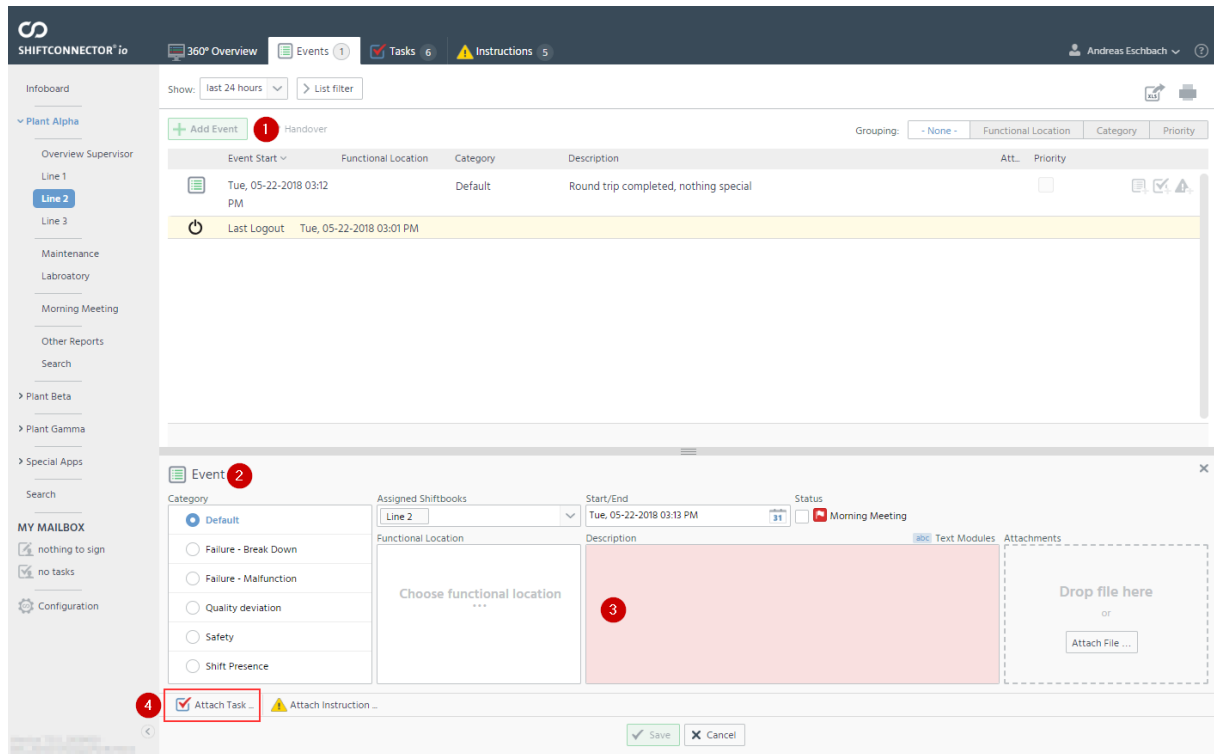 SHIFTCONNECTOR® io
360° Overview
Events 1
Tasks 6
Instructions 5
Andreas Eschbach
?
Infoboard
Plant Alpha
Overview Supervisor
Line 1
Line 2
Line 3
Maintenance
Labroatory
Morning Meeting
Other Reports
Search
Plant Beta
Plant Gamma
Special Apps
Search
MY MAILBOX
nothing to sign
no tasks
Configuration
Show: last 24 hours List filter
XLS
Add Event 1 Handover
Grouping: - None - Functional Location Category Priority
Event Start Functional Location Category Description Att... Priority
Tue, 05-22-2018 03:12 Default Round trip completed, nothing special
PM
Last Logout Tue, 05-22-2018 03:01 PM
Event 2
Category Assigned Shiftbooks Start/End Status
Default Line 2 Tue, 05-22-2018 03:13 PM 31 Morning Meeting
Functional Location Description abc Text Modules Attachments
Failure - Break Down
Failure - Malfunction
Quality deviation
Safety
Shift Presence
Choose functional location
...
3
Drop file here
or
Attach File ...
4 Attach Task ... Attach Instruction ...
Save Cancel